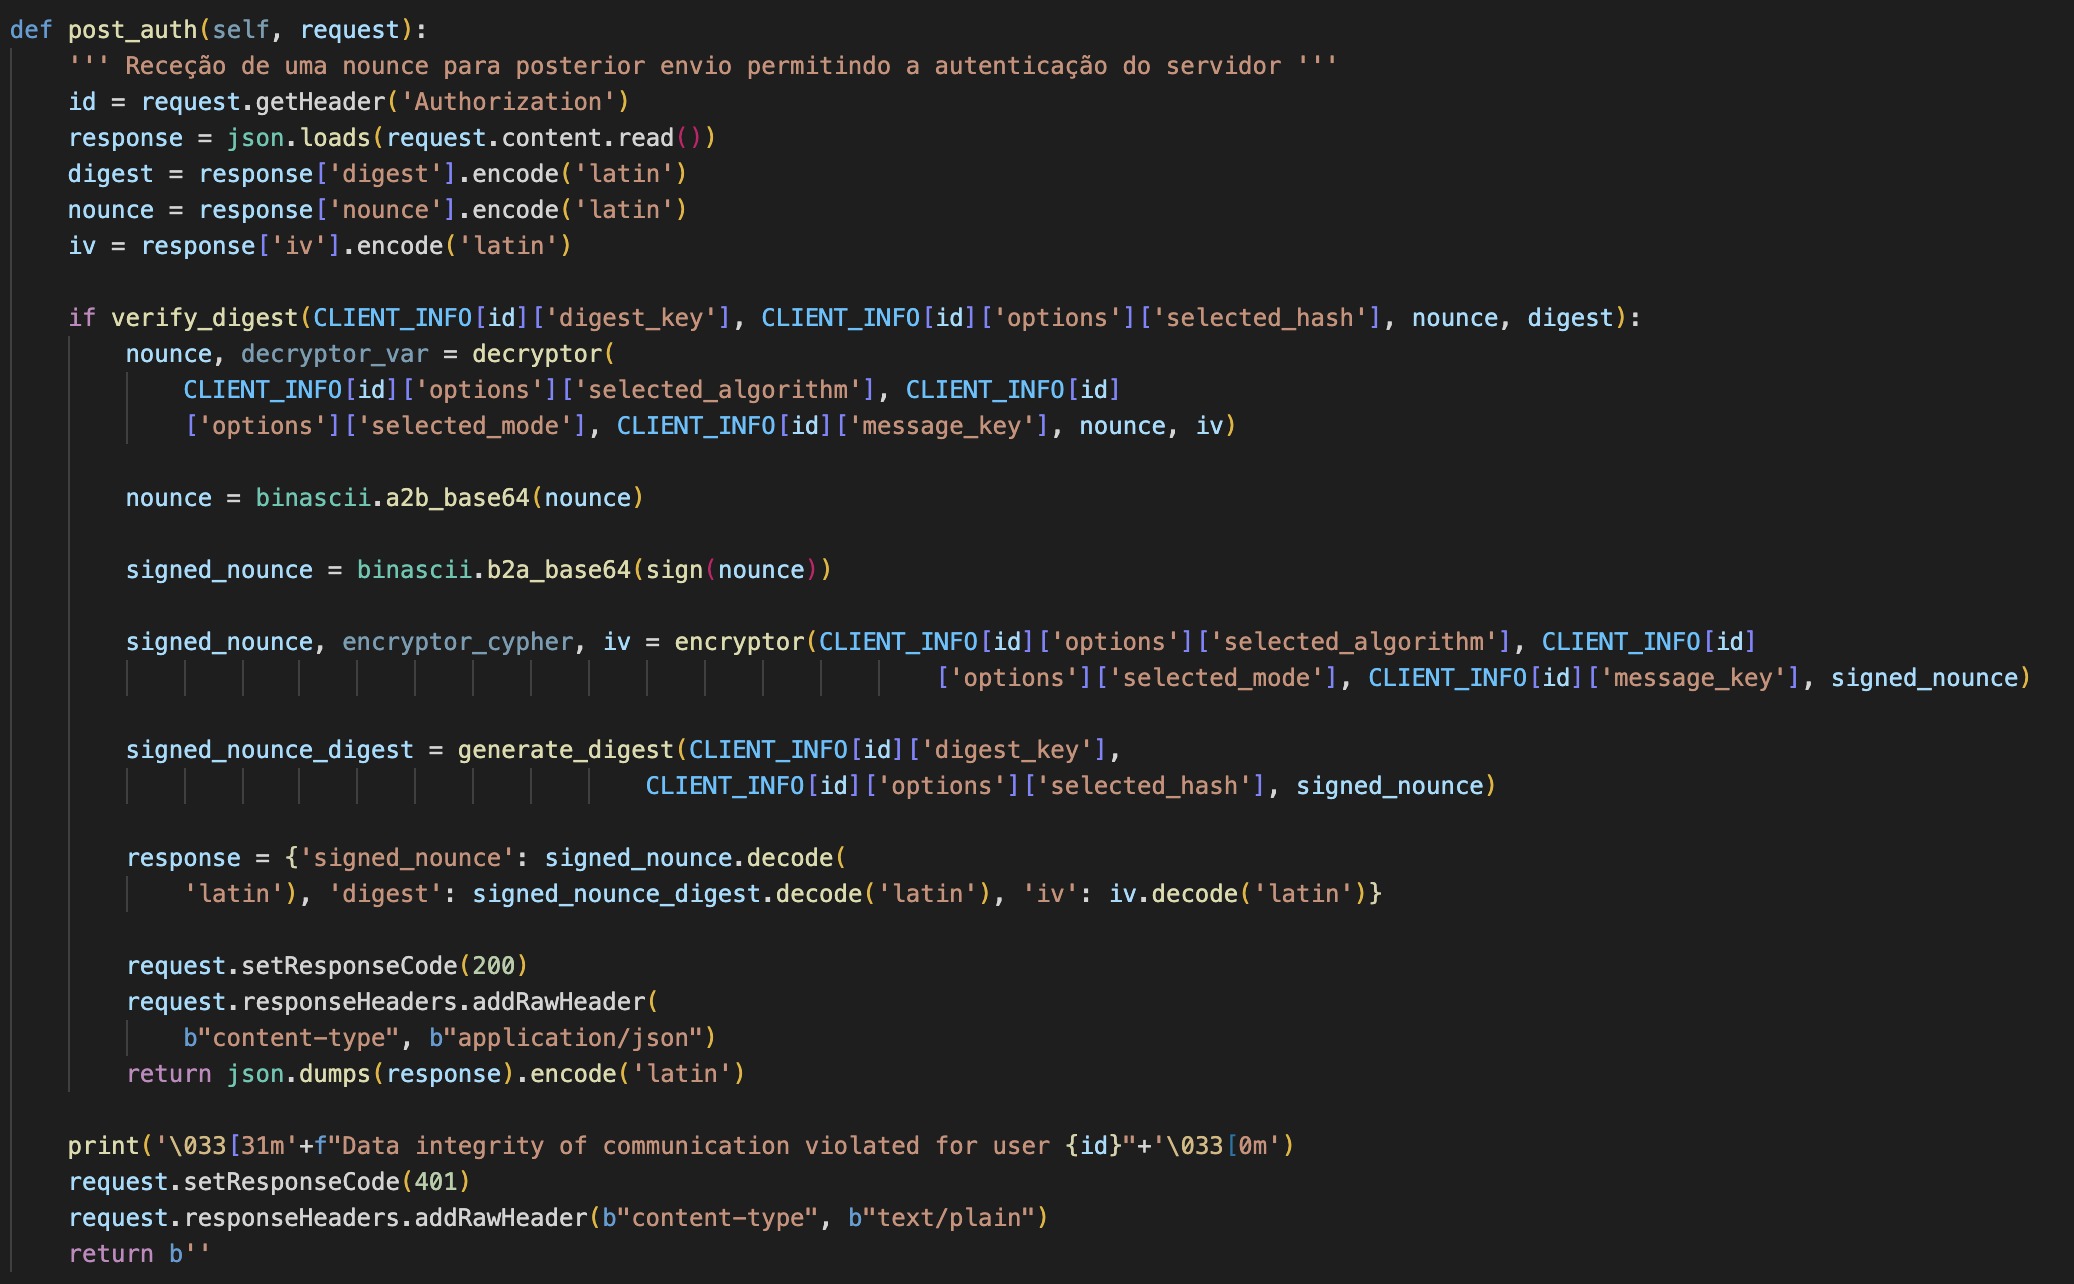 def post_auth(self, request):
''' Receção de uma nounce para posterior envio permitindo a autenticação do servidor '''
id = request.getHeader('Authorization')
response = json.loads(request.content.read())
digest = response['digest'].encode('latin')
nounce = response['nounce'].encode('latin')
iv = response['iv'].encode('latin')
if verify_digest(CLIENT_INFO[id]['digest_key'], CLIENT_INFO[id]['options']['selected_hash'], nounce, digest):
nounce, decryptor_var = decryptor(
CLIENT_INFO[id]['options']['selected_algorithm'], CLIENT_INFO[id]
['options']['selected_mode'], CLIENT_INFO[id]['message_key'], nounce, iv)
nounce = binascii.a2b_base64(nounce)
signed_nounce = binascii.b2a_base64(sign(nounce))
signed_nounce, encryptor_cypher, iv = encryptor(CLIENT_INFO[id]['options']['selected_algorithm'], CLIENT_INFO[id]
['options']['selected_mode'], CLIENT_INFO[id]['message_key'], signed_nounce)
signed_nounce_digest = generate_digest(CLIENT_INFO[id]['digest_key'],
CLIENT_INFO[id]['options']['selected_hash'], signed_nounce)
response = {'signed_nounce': signed_nounce.decode(
'latin'), 'digest': signed_nounce_digest.decode('latin'), 'iv': iv.decode('latin')}
request.setResponseCode(200)
request.responseHeaders.addRawHeader(
b"content-type", b"application/json")
return json.dumps(response).encode('latin')
print('\033[31m'+f"Data integrity of communication violated for user {id}"+'\033[0m')
request.setResponseCode(401)
request.responseHeaders.addRawHeader(b"content-type", b"text/plain")
return b''